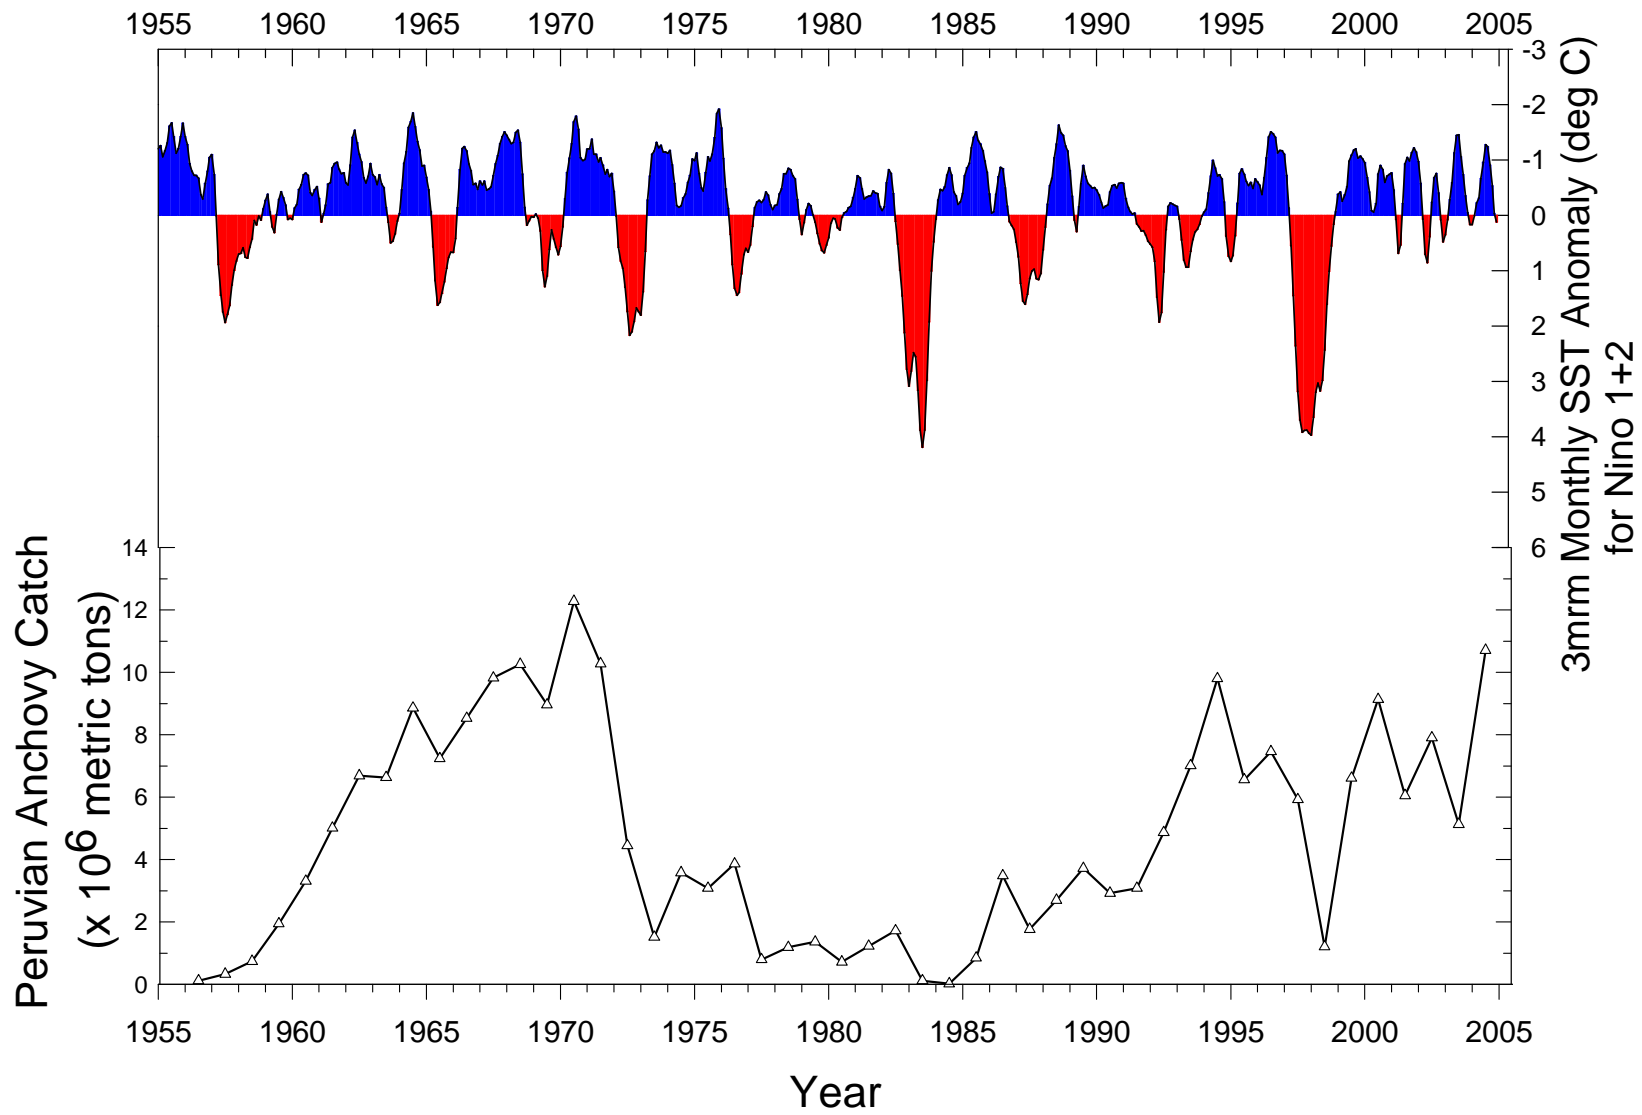 1955 1960 1965 1970 1975 1980 1985 1990 1995 2000 2005
-3
-2
-1
0
1
2
3
4
5
6
3mrm Monthly SST Anomaly (deg C)
for Nino 1+2
Peruvian Anchovy Catch
(x 10⁶ metric tons)
14
12
10
8
6
4
2
0
1955 1960 1965 1970 1975 1980 1985 1990 1995 2000 2005
Year